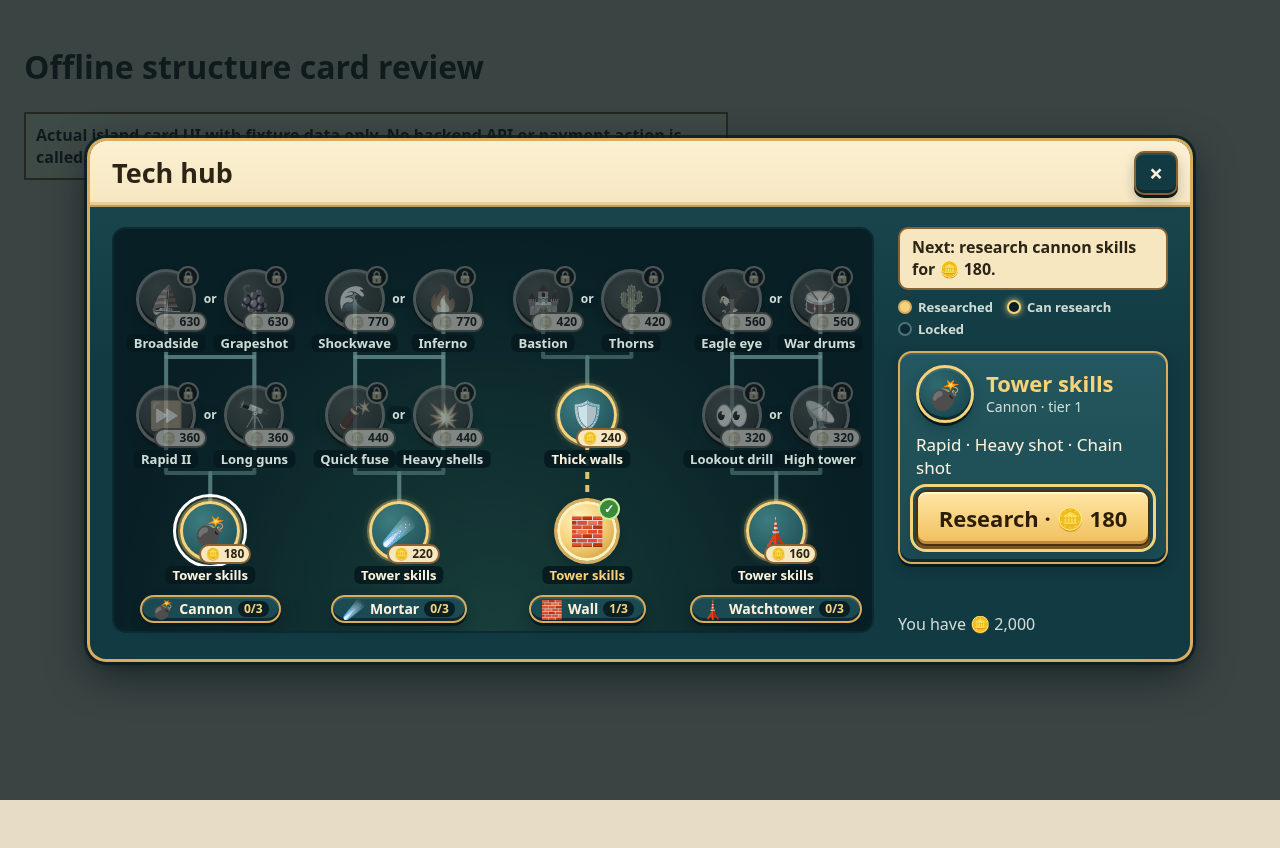 Offline structure card review
Actual island card UI with fixture data only. No backend API or payment action is
called
Tech hub
×
630 or 630 770 or 770 420 or 420 560 or 560
Broadside Grapeshot Shockwave Inferno Bastion Thorns Eagle eye War drums
360 or 360 440 or 440 240 320 or 320
Rapid II Long guns Quick fuse Heavy shells Thick walls Lookout drill High tower
180 220 160
Tower skills Tower skills Tower skills Tower skills
Cannon 0/3 Mortar 0/3 Wall 1/3 Watchtower 0/3
Next: research cannon skills
for 180.
Researched Can research
Locked
Tower skills
Cannon · tier 1
Rapid · Heavy shot · Chain
shot
Research · 180
You have 2,000